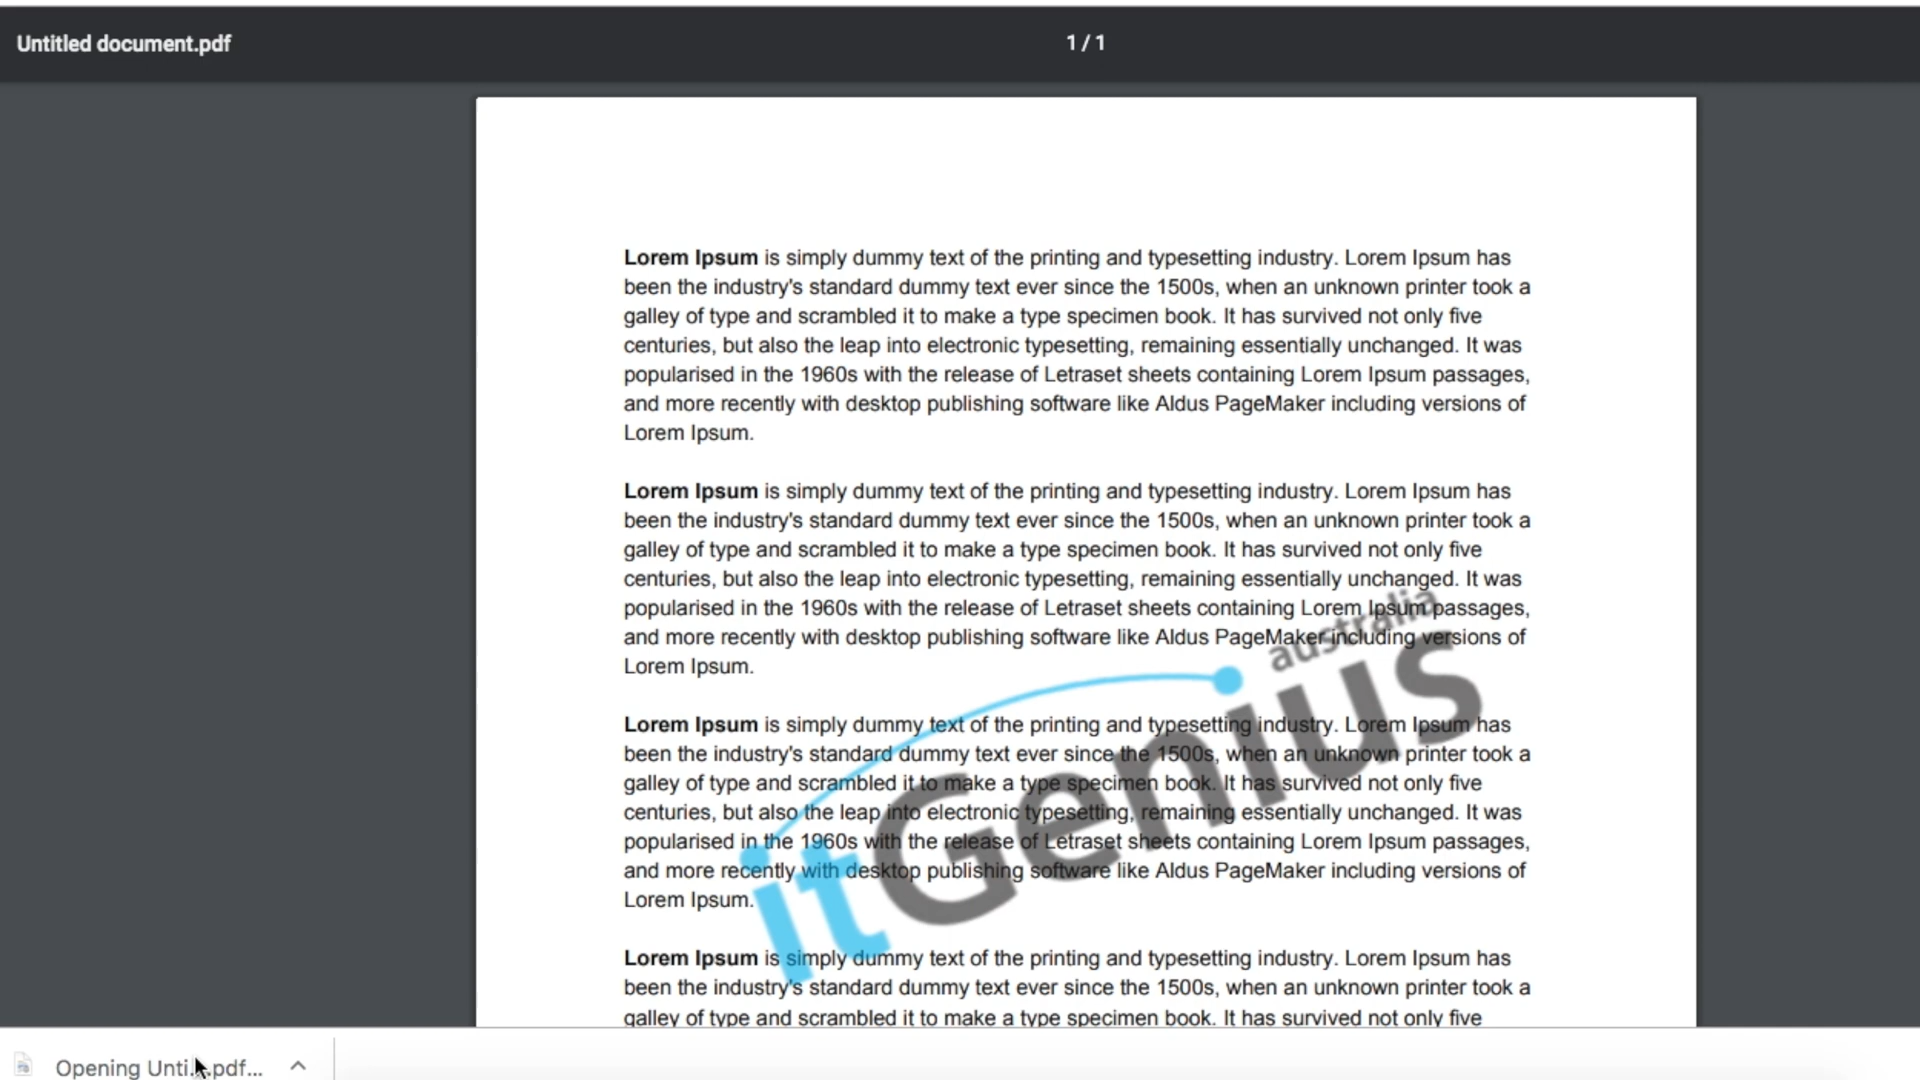 Untitled document.pdf
1 / 1
Lorem Ipsum is simply dummy text of the printing and typesetting industry. Lorem Ipsum has
been the industry's standard dummy text ever since the 1500s, when an unknown printer took a
galley of type and scrambled it to make a type specimen book. It has survived not only five
centuries, but also the leap into electronic typesetting, remaining essentially unchanged. It was
popularised in the 1960s with the release of Letraset sheets containing Lorem Ipsum passages,
and more recently with desktop publishing software like Aldus PageMaker including versions of
Lorem Ipsum.
Lorem Ipsum is simply dummy text of the printing and typesetting industry. Lorem Ipsum has
been the industry's standard dummy text ever since the 1500s, when an unknown printer took a
galley of type and scrambled it to make a type specimen book. It has survived not only five
centuries, but also the leap into electronic typesetting, remaining essentially unchanged. It was
popularised in the 1960s with the release of Letraset sheets containing Lorem Ipsum passages,
and more recently with desktop publishing software like Aldus PageMaker including versions of
Lorem Ipsum.
Lorem Ipsum is simply dummy text of the printing and typesetting industry. Lorem Ipsum has
been the industry's standard dummy text ever since the 1500s, when an unknown printer took a
galley of type and scrambled it to make a type specimen book. It has survived not only five
centuries, but also the leap into electronic typesetting, remaining essentially unchanged. It was
popularised in the 1960s with the release of Letraset sheets containing Lorem Ipsum passages,
and more recently with desktop publishing software like Aldus PageMaker including versions of
Lorem Ipsum.
Lorem Ipsum is simply dummy text of the printing and typesetting industry. Lorem Ipsum has
been the industry's standard dummy text ever since the 1500s, when an unknown printer took a
galley of type and scrambled it to make a type specimen book. It has survived not only five
australia
itGenius
Opening Unti...pdf...